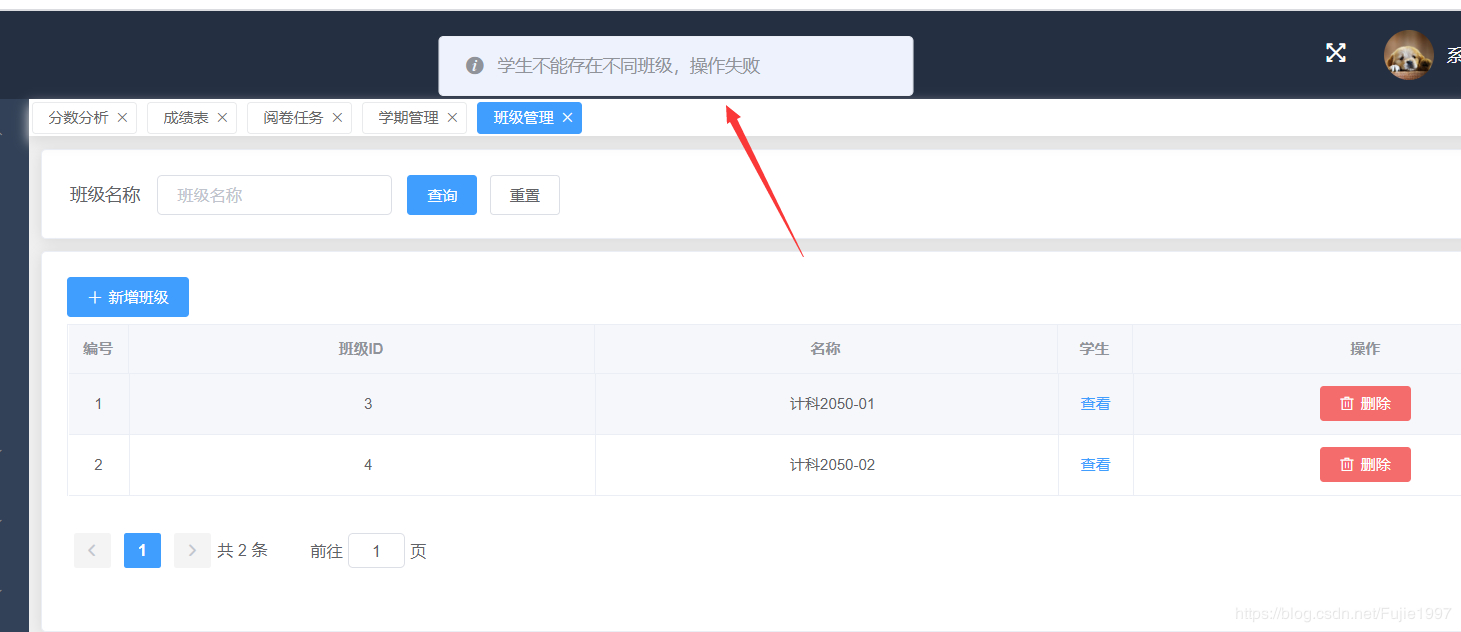 学生不能存在不同班级，操作失败
系
分数分析 成绩表 阅卷任务 学期管理 班级管理
班级名称 班级名称 查询 重置
新增班级
编号 班级ID 名称 学生 操作
1 3 计科2050-01 查看 删除
2 4 计科2050-02 查看 删除
1 共 2 条 前往 1 页
https://blog.csdn.net/Fujie1997